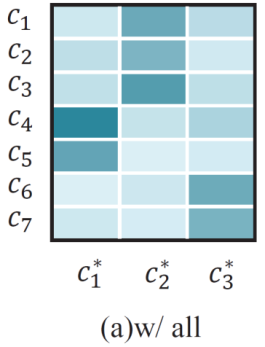 c₁
c₂
c₃
c₄
c₅
c₆
c₇
c₁* c₂* c₃*
(a)w/ all